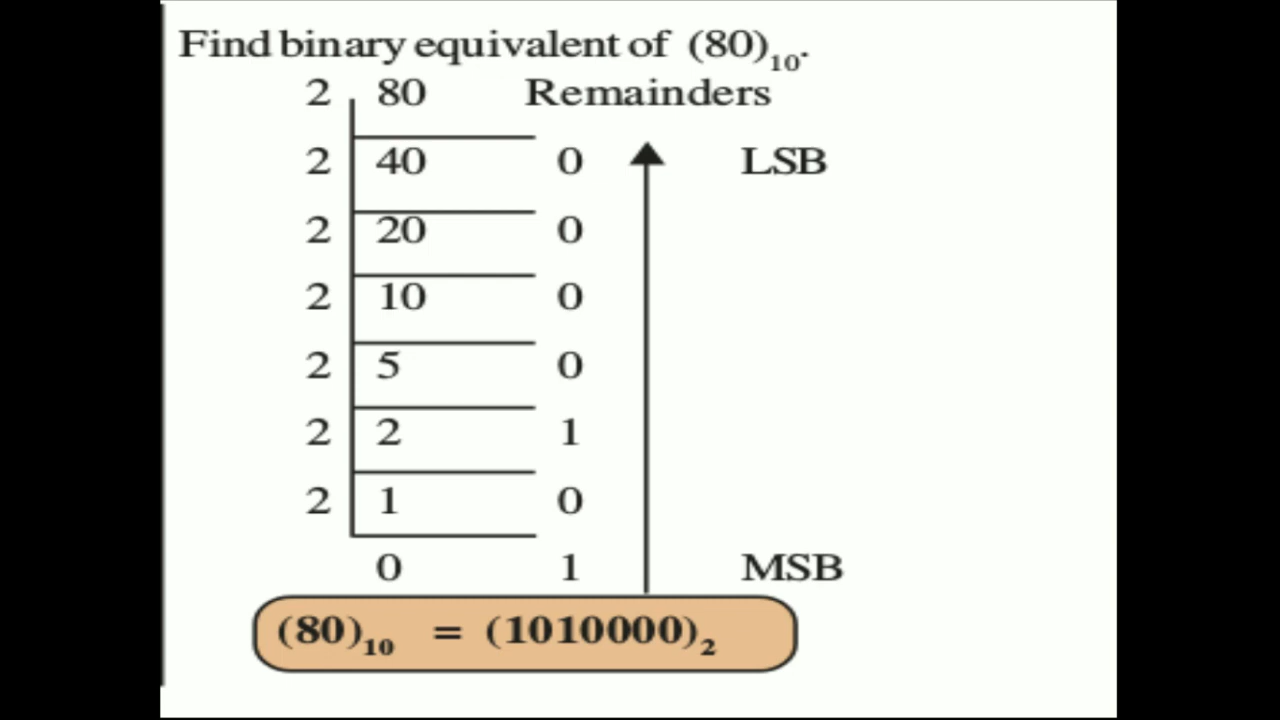 Find binary equivalent of (80)₁₀.
2 80 Remainders
2 40 0 LSB
2 20 0
2 10 0
2 5 0
2 2 1
2 1 0
0 1 MSB
(80)₁₀ = (1010000)₂